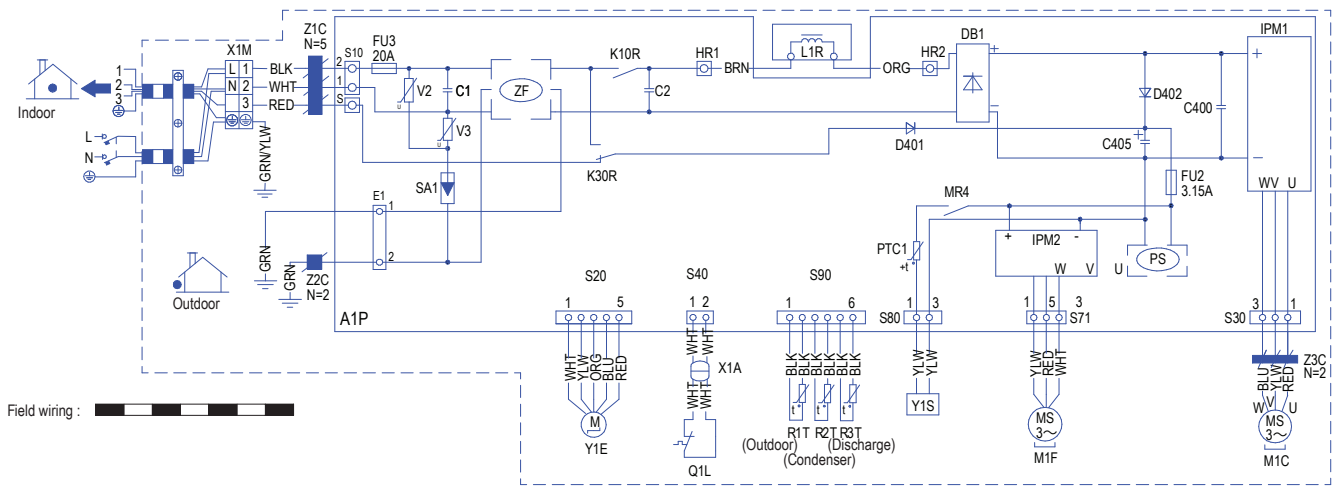 Z1C
N=5
X1M
S10
FU3
20A
K10R
HR1
BRN
L1R
ORG
HR2
DB1
+
−
IPM1
+
−
L 1
N 2
3
BLK
WHT
RED
2
1
S
V2
u
C1
V3
u
ZF
C2
D402
C400
C405
+
D401
K30R
1
2
3
Indoor
L
N
GRN/YLW
SA1
E1
1
2
GRN
GRN
Z2C
N=2
Outdoor
A1P
FU2
3.15A
MR4
PTC1
+t°
+ IPM2 -
W V U
PS
W V U
S20
1 5
S40
1 2
S90
1 6
S80
1 3
1 5 3
S71
S30
3 1
WHT
YLW
ORG
BLU
RED
M
Y1E
WHT
WHT
X1A
WHT
WHT
Q1L
BLK
BLK
BLK
BLK
BLK
BLK
t°
t°
t°
R1T R2T R3T
(Outdoor) (Discharge)
(Condenser)
YLW
YLW
Y1S
YLW
RED
WHT
MS
3~
M1F
Z3C
N=2
BLU
YLW
RED
W V U
MS
3~
M1C
Field wiring :